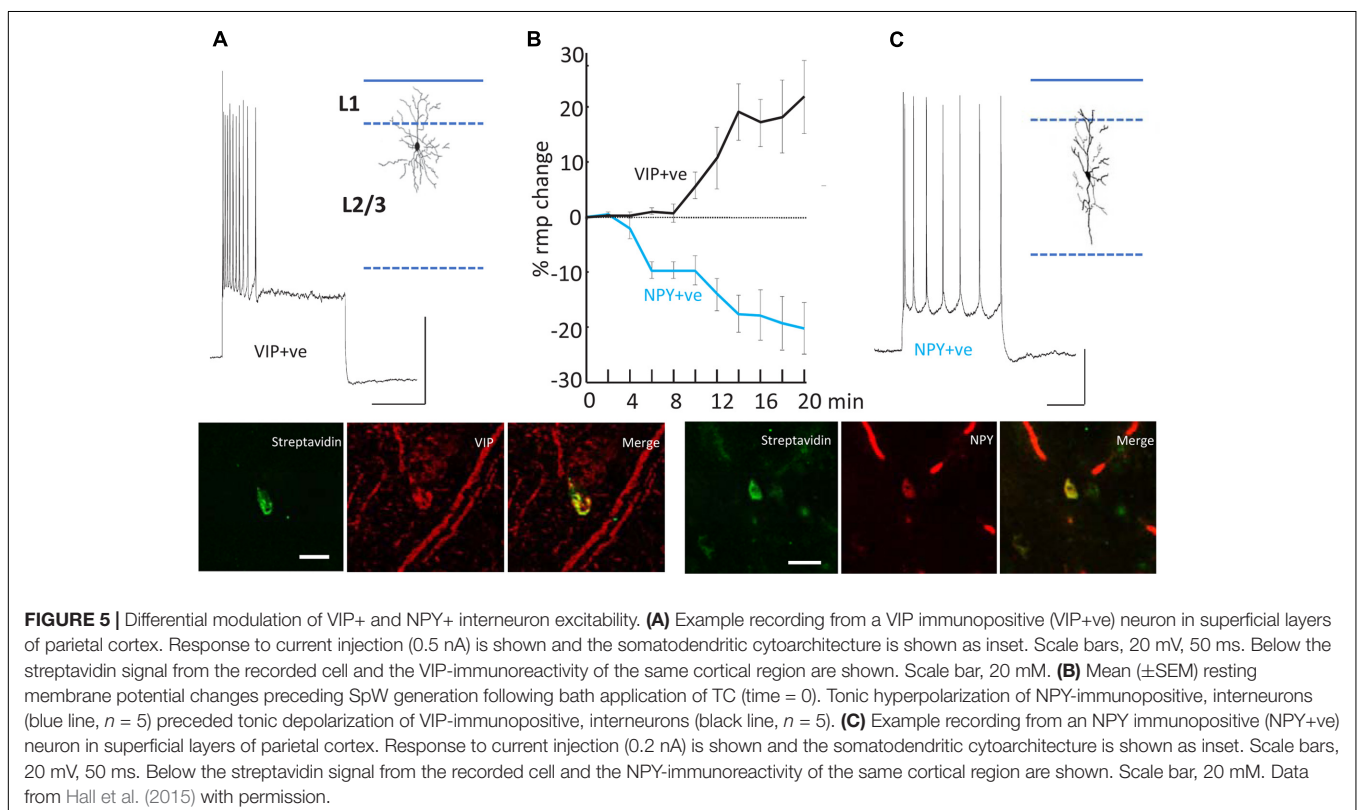 A
B
C
L1
L2/3
VIP+ve
30
20
10
0
-10
-20
-30
% rmp change
VIP+ve
NPY+ve
0 4 8 12 16 20 min
NPY+ve
Streptavidin VIP Merge
Streptavidin NPY Merge
FIGURE 5 | Differential modulation of VIP+ and NPY+ interneuron excitability. (A) Example recording from a VIP immunopositive (VIP+ve) neuron in superficial layers
of parietal cortex. Response to current injection (0.5 nA) is shown and the somatodendritic cytoarchitecture is shown as inset. Scale bars, 20 mV, 50 ms. Below the
streptavidin signal from the recorded cell and the VIP-immunoreactivity of the same cortical region are shown. Scale bar, 20 mM. (B) Mean (±SEM) resting
membrane potential changes preceding SpW generation following bath application of TC (time = 0). Tonic hyperpolarization of NPY-immunopositive, interneurons
(blue line, n = 5) preceded tonic depolarization of VIP-immunopositive, interneurons (black line, n = 5). (C) Example recording from an NPY immunopositive (NPY+ve)
neuron in superficial layers of parietal cortex. Response to current injection (0.2 nA) is shown and the somatodendritic cytoarchitecture is shown as inset. Scale bars,
20 mV, 50 ms. Below the streptavidin signal from the recorded cell and the NPY-immunoreactivity of the same cortical region are shown. Scale bar, 20 mM. Data
from Hall et al. (2015) with permission.